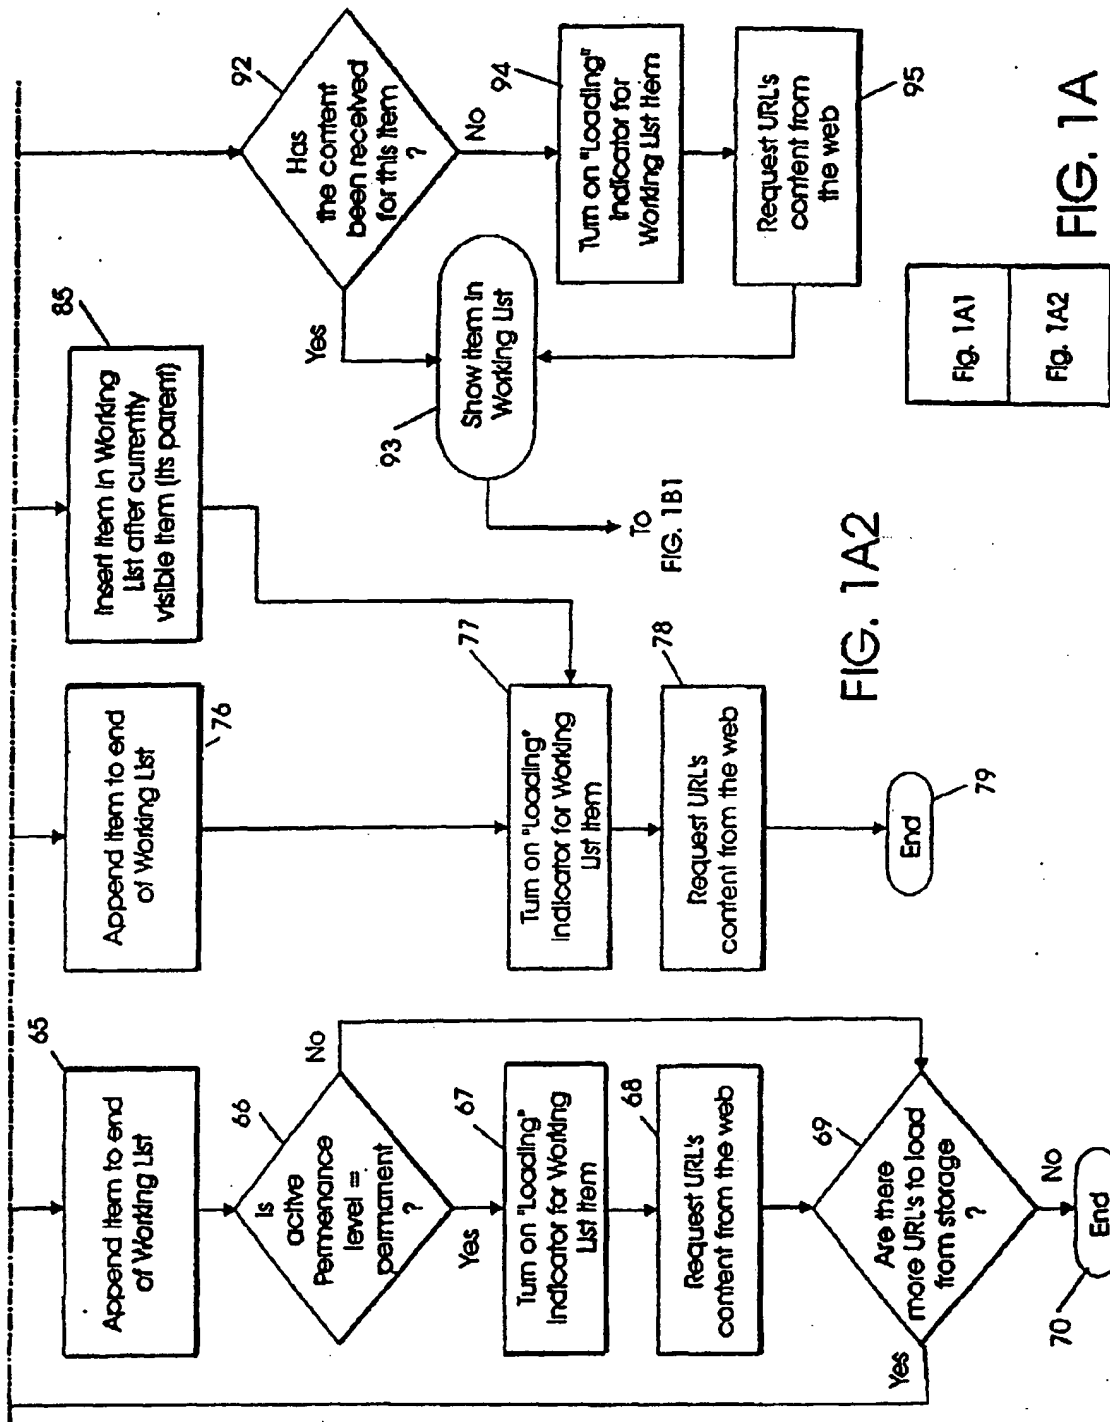 65
Append Item to end
of Working List
66
Is
active
Permenance
level =
permament
?
No
Yes
67
Turn on "Loading"
Indicator for Working
List Item
68
Request URL's
content from the web
69
Are there
more URL's to load
from storage
?
Yes
No
70
End
Append Item to end
of Working List
76
77
Turn on "Loading"
Indicator for Working
List Item
78
Request URL's
content from the web
79
End
85
Insert Item in Working
List after currently
visible Item (its parent)
92
Has
the content
been received
for this Item
?
Yes
No
93
Show Item in
Working List
To
FIG. 1B1
94
Turn on "Loading"
Indicator for
Working List Item
Request URL's
content from
the web
95
FIG. 1A2
Fig. 1A1
Fig. 1A2
FIG. 1A